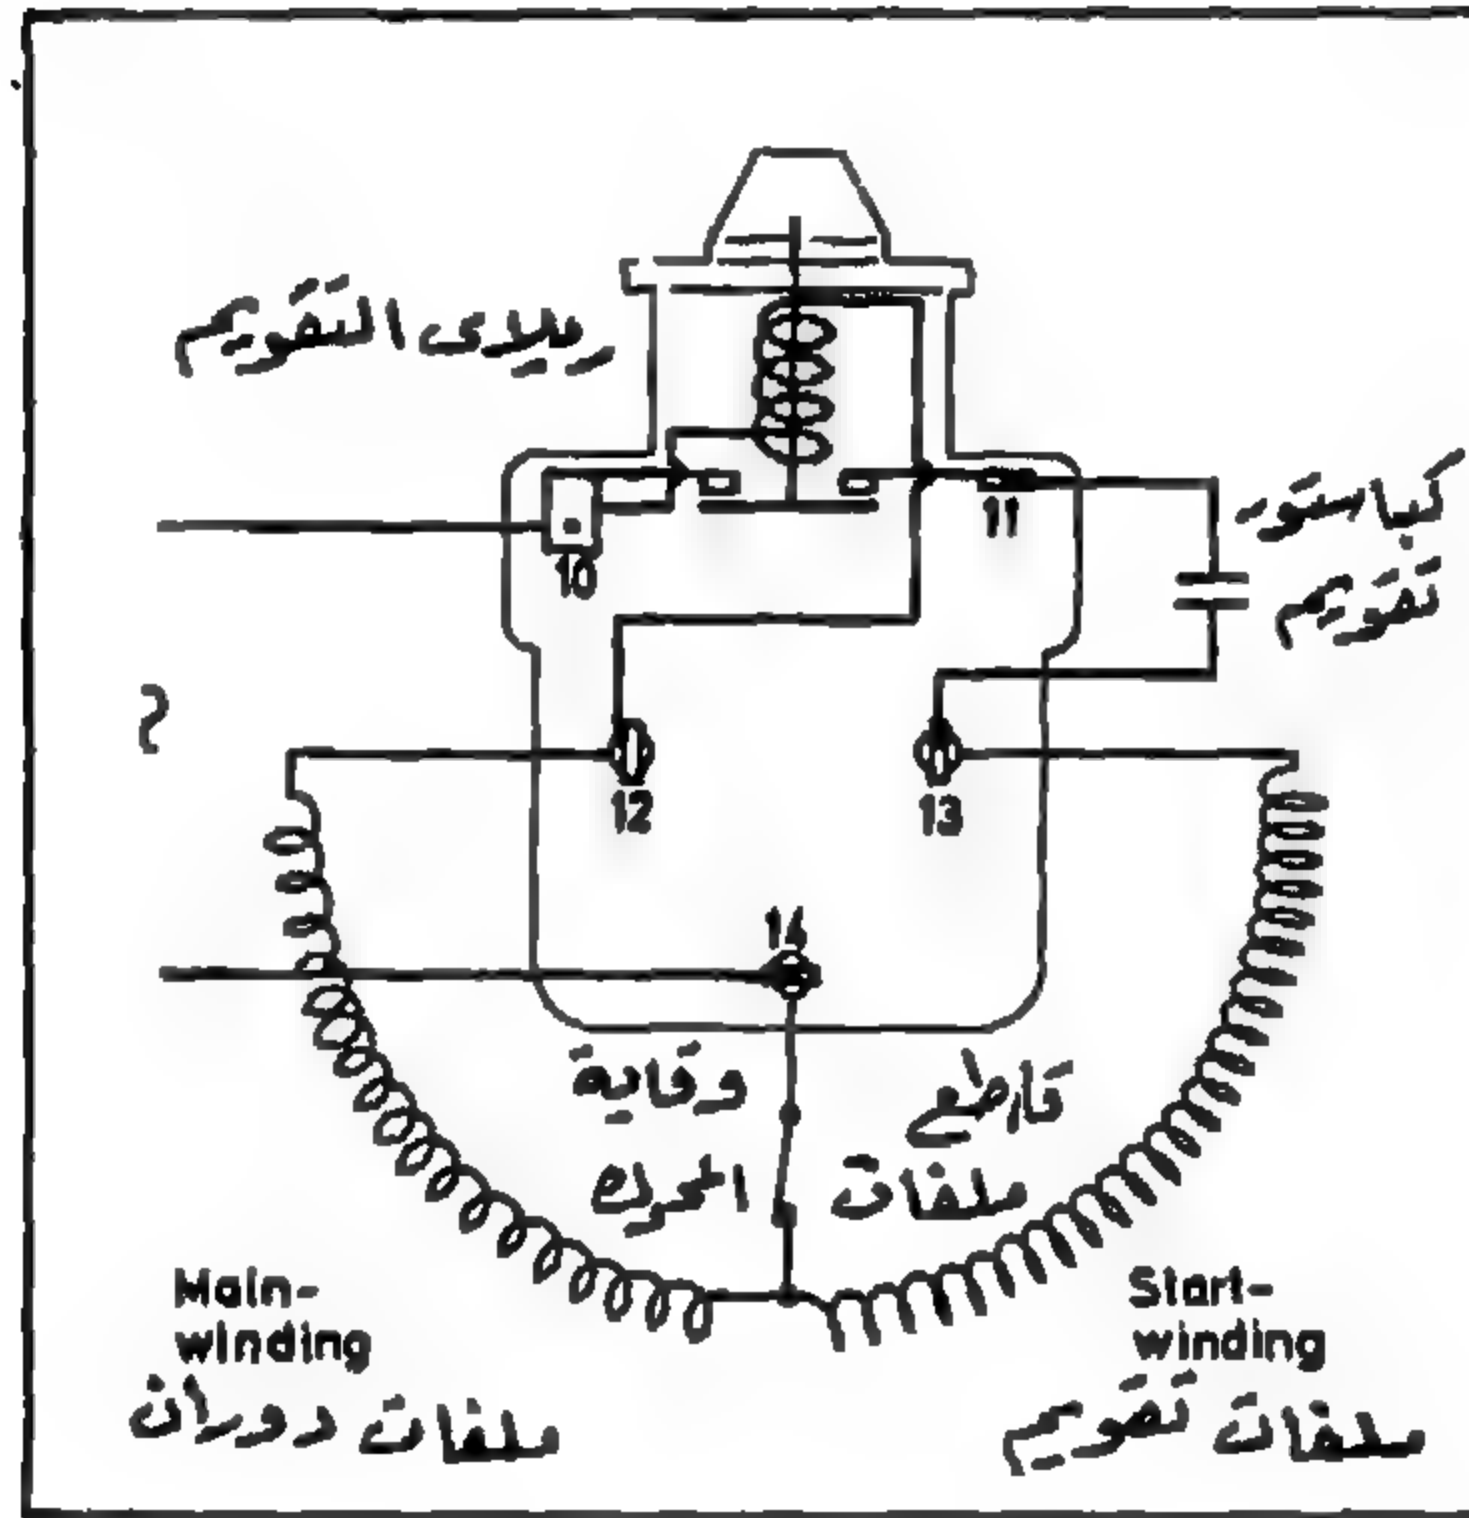 ريلاى التقويم
كباستور
تقويم
10
11
~
12
13
14
قاطع وقاية
ملفات المحرك
Main-
winding
ملفات دوران
Start-
winding
ملفات تقويم